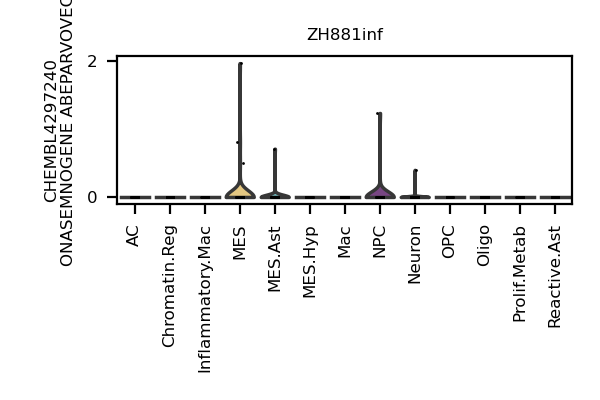 ZH881inf
CHEMBL4297240
ONASEMNOGENE ABEPARVOVEC
2
0
AC
Chromatin.Reg
Inflammatory.Mac
MES
MES.Ast
MES.Hyp
Mac
NPC
Neuron
OPC
Oligo
Prolif.Metab
Reactive.Ast